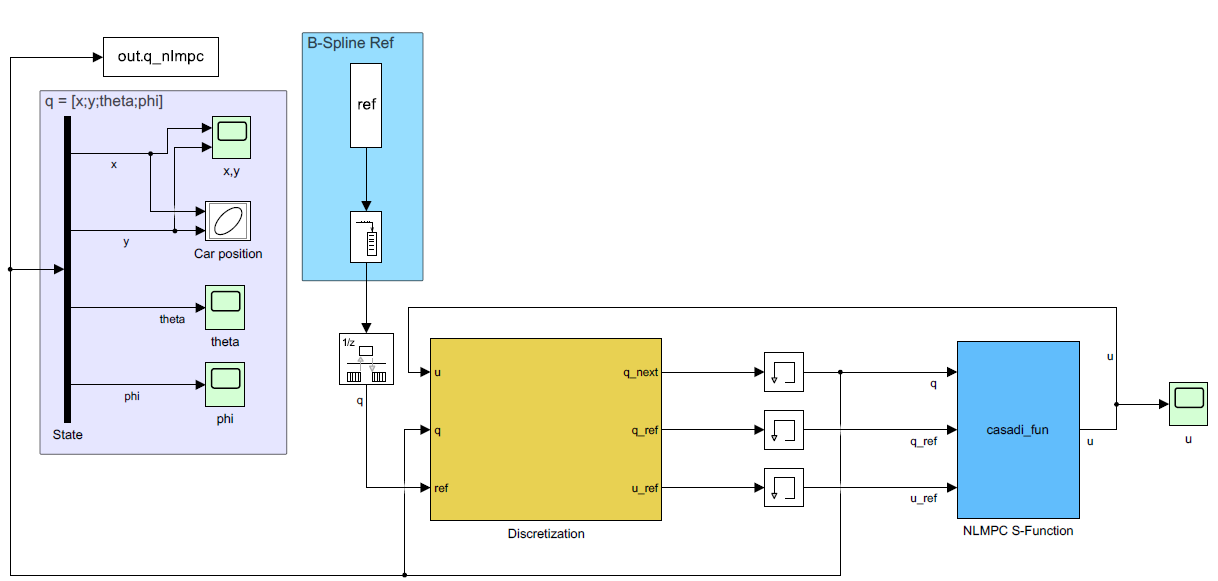 out.q_nlmpc
q = [x;y;theta;phi]
x
x,y
y
Car position
theta
theta
phi
phi
State
B-Spline Ref
ref
1/z
q
u
q
ref
q_next
q_ref
u_ref
Discretization
q
q_ref
u_ref
casadi_fun
NLMPC S-Function
u
u
u